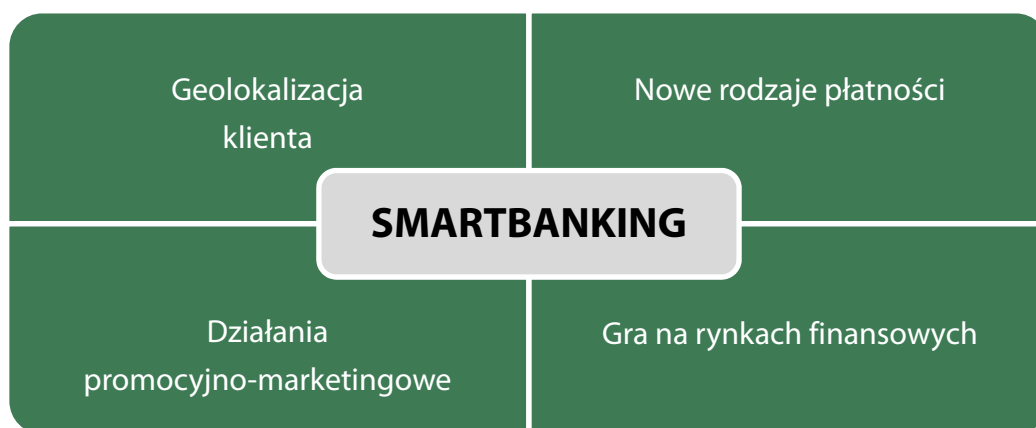 Geolokalizacja
klienta
Nowe rodzaje płatności
SMARTBANKING
Działania
promocyjno-marketingowe
Gra na rynkach finansowych